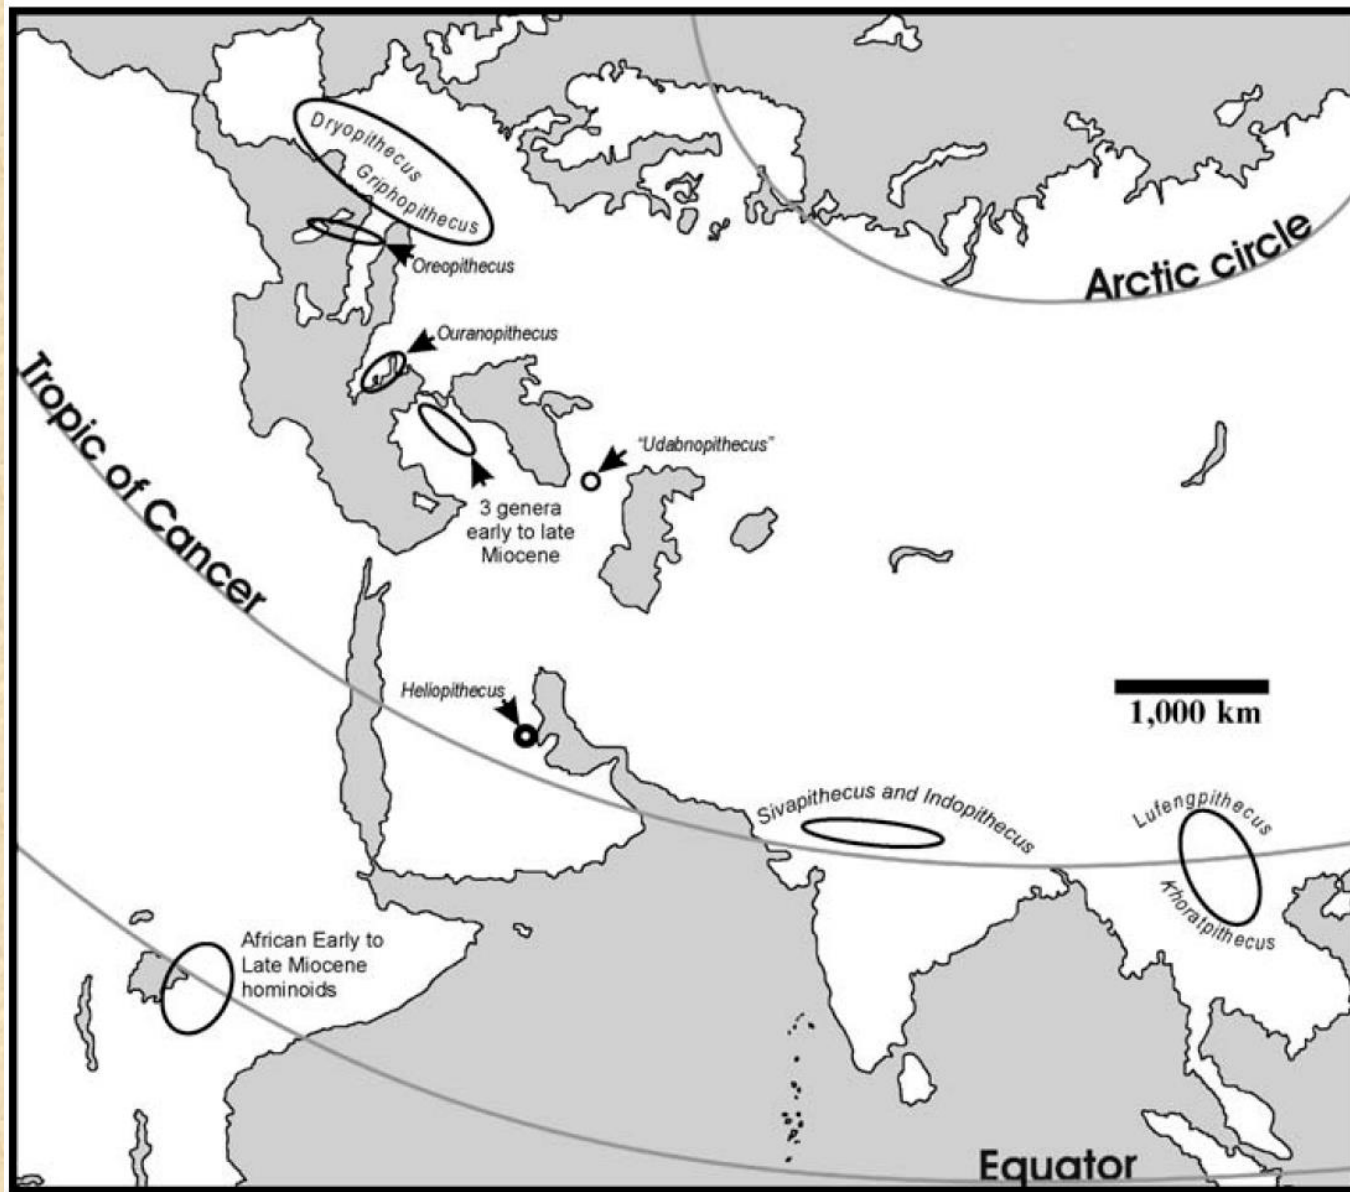 Dryopithecus
Griphopithecus
Oreopithecus
Arctic circle
Ouranopithecus
Tropic of Cancer
"Udabnopithecus"
3 genera
early to late
Miocene
Heliopithecus
1,000 km
Sivapithecus and Indopithecus
Lufengpithecus
Khoratpithecus
African Early to
Late Miocene
hominoids
Equator